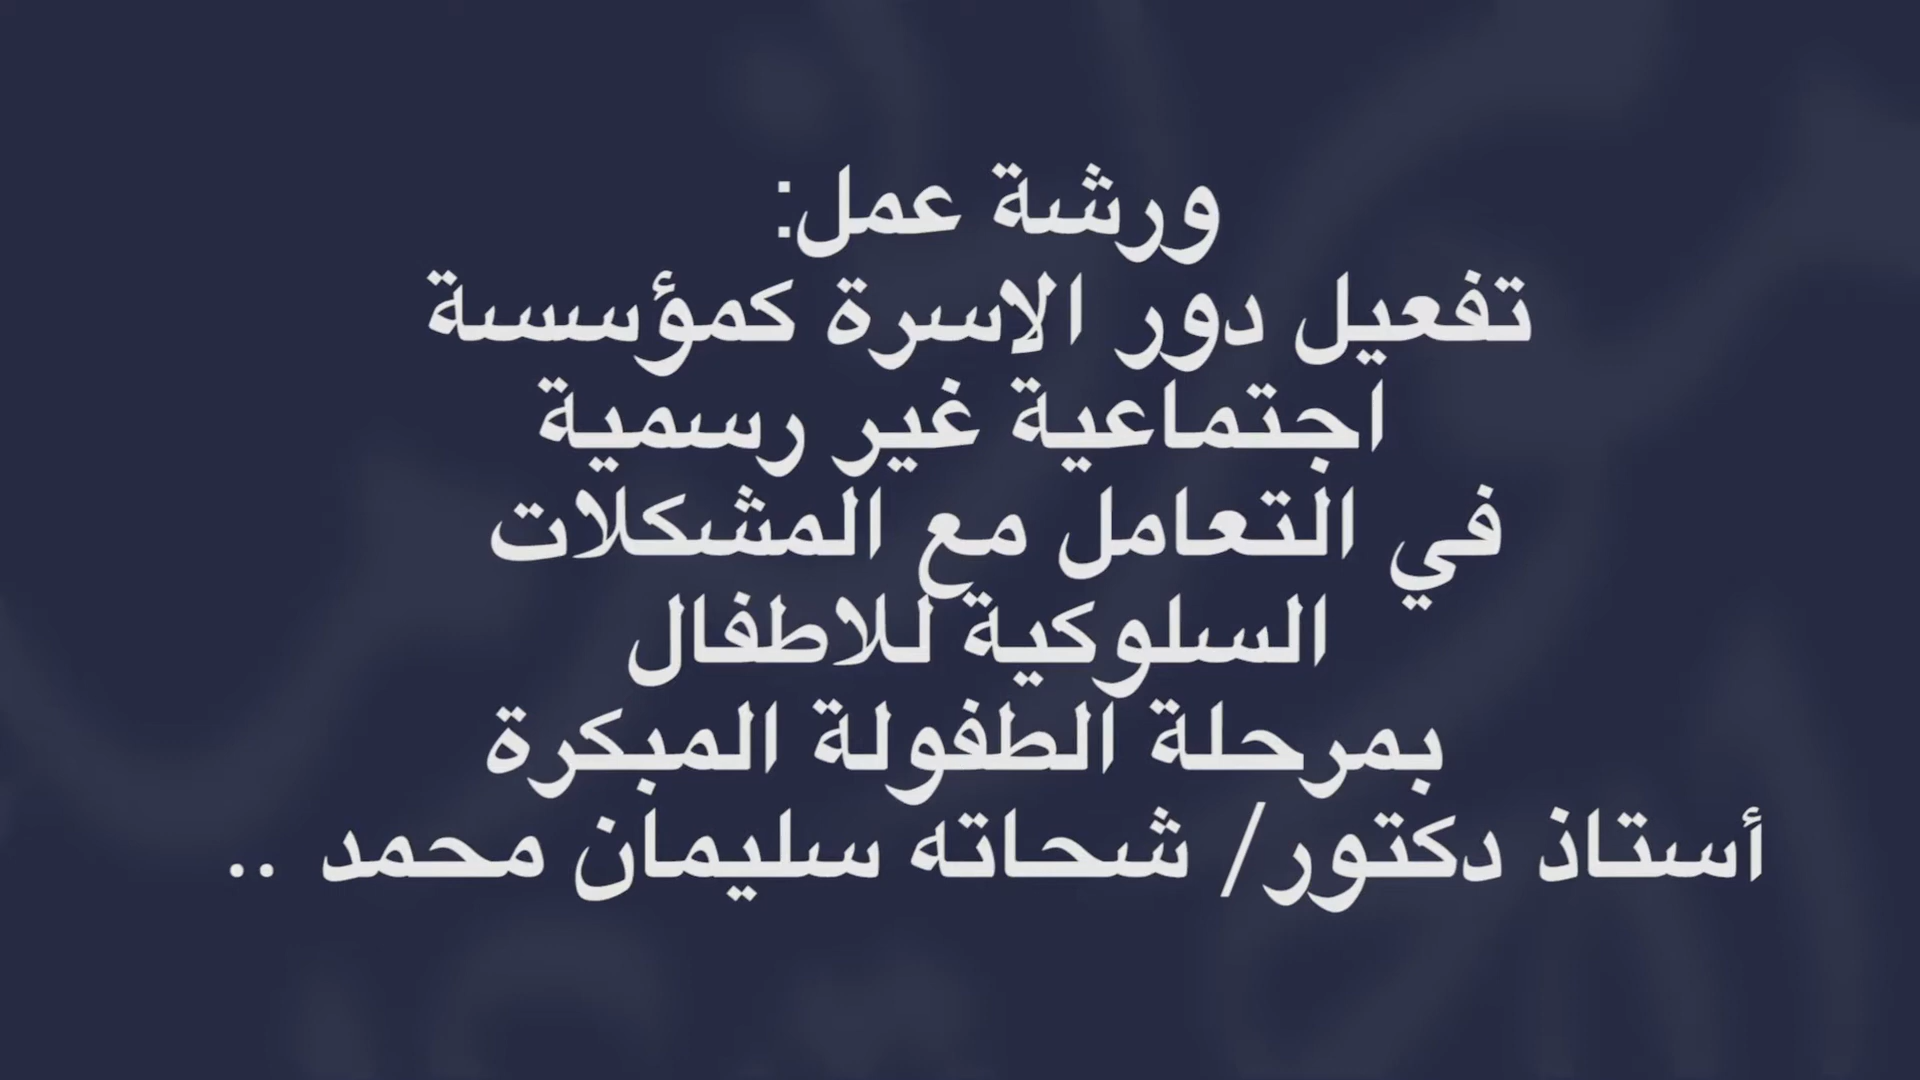 ورشة عمل:
تفعيل دور الاسرة كمؤسسة
اجتماعية غير رسمية
في التعامل مع المشكلات
السلوكية للاطفال
بمرحلة الطفولة المبكرة
أستاذ دكتور/ شحاته سليمان محمد ..